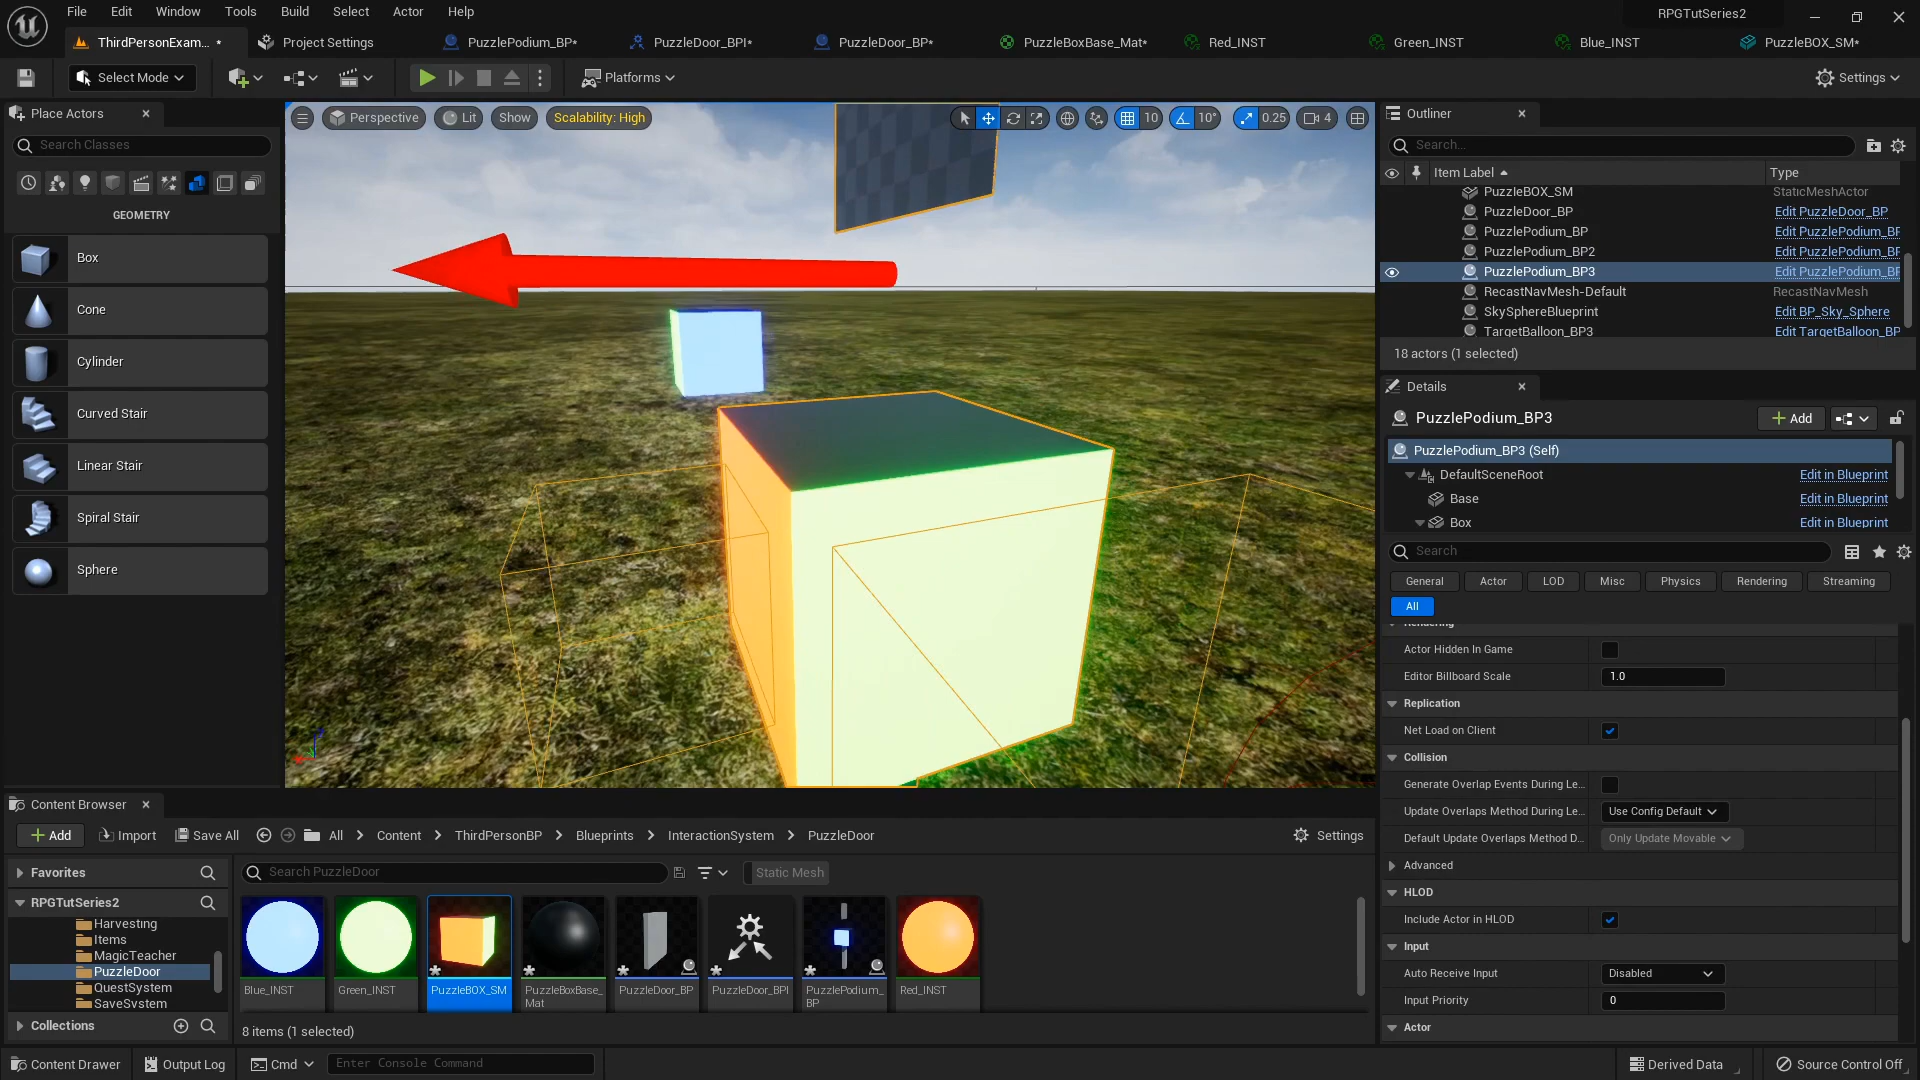 File Edit Window Tools Build Select Actor Help
RPGTutSeries2
ThirdPersonExam... *
Project Settings
PuzzlePodium_BP*
PuzzleDoor_BPI*
PuzzleDoor_BP*
PuzzleBoxBase_Mat*
Red_INST
Green_INST
Blue_INST
PuzzleBOX_SM*
Select Mode
Platforms
Settings
Place Actors
Search Classes
GEOMETRY
Box
Cone
Cylinder
Curved Stair
Linear Stair
Spiral Stair
Sphere
Perspective
Lit
Show
Scalability: High
10
10°
0.25
4
Outliner
Search...
Item Label
Type
PuzzleBOX_SM StaticMeshActor
PuzzleDoor_BP Edit PuzzleDoor_BP
PuzzlePodium_BP Edit PuzzlePodium_BP
PuzzlePodium_BP2 Edit PuzzlePodium_BP
PuzzlePodium_BP3 Edit PuzzlePodium_BP
RecastNavMesh-Default RecastNavMesh
SkySphereBlueprint Edit BP_Sky_Sphere
TargetBalloon_BP3 Edit TargetBalloon_BP
18 actors (1 selected)
Details
PuzzlePodium_BP3
Add
PuzzlePodium_BP3 (Self)
DefaultSceneRoot Edit in Blueprint
Base Edit in Blueprint
Box Edit in Blueprint
Search
General Actor LOD Misc Physics Rendering Streaming
All
Rendering
Actor Hidden In Game
Editor Billboard Scale 1.0
Replication
Net Load on Client
Collision
Generate Overlap Events During Le...
Update Overlaps Method During Le... Use Config Default
Default Update Overlaps Method D... Only Update Movable
Advanced
HLOD
Include Actor in HLOD
Input
Auto Receive Input Disabled
Input Priority 0
Actor
Content Browser
Add Import Save All All Content ThirdPersonBP Blueprints InteractionSystem PuzzleDoor Settings
Favorites
RPGTutSeries2
Harvesting
Items
MagicTeacher
PuzzleDoor
QuestSystem
SaveSystem
Collections
Search PuzzleDoor
Static Mesh
Blue_INST
Green_INST
PuzzleBOX_SM
PuzzleBoxBase_
Mat
PuzzleDoor_BP
PuzzleDoor_BPI
PuzzlePodium_
BP
Red_INST
8 items (1 selected)
Content Drawer Output Log Cmd Enter Console Command Derived Data Source Control Off